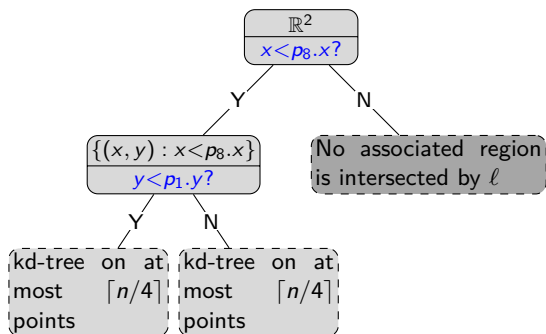 ℝ²
x<p₈.x?
Y
N
{(x, y) : x<p₈.x}
y<p₁.y?
No associated region
is intersected by ℓ
Y
N
kd-tree on at
most ⌈n/4⌉
points
kd-tree on at
most ⌈n/4⌉
points